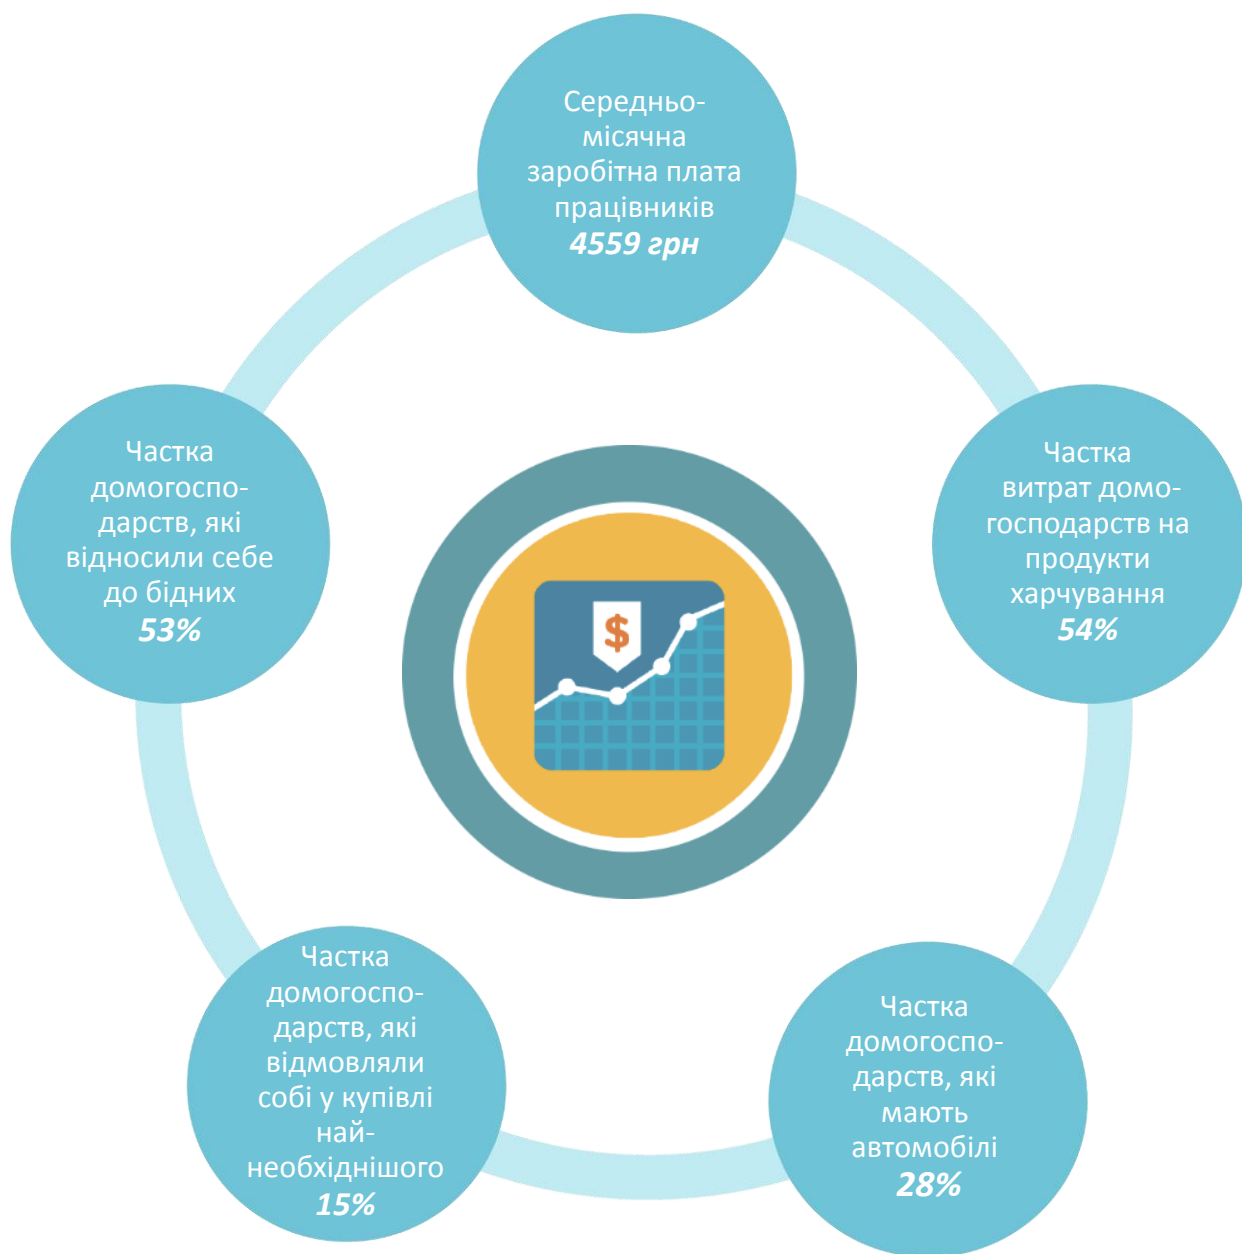 Середньо-
місячна
заробітна плата
працівників
4559 грн
Частка
домогоспо-
дарств, які
відносили себе
до бідних
53%
Частка
витрат домо-
господарств на
продукти
харчування
54%
$
Частка
домогоспо-
дарств, які
відмовляли
собі у купівлі
най-
необхіднішого
15%
Частка
домогоспо-
дарств, які
мають
автомобілі
28%